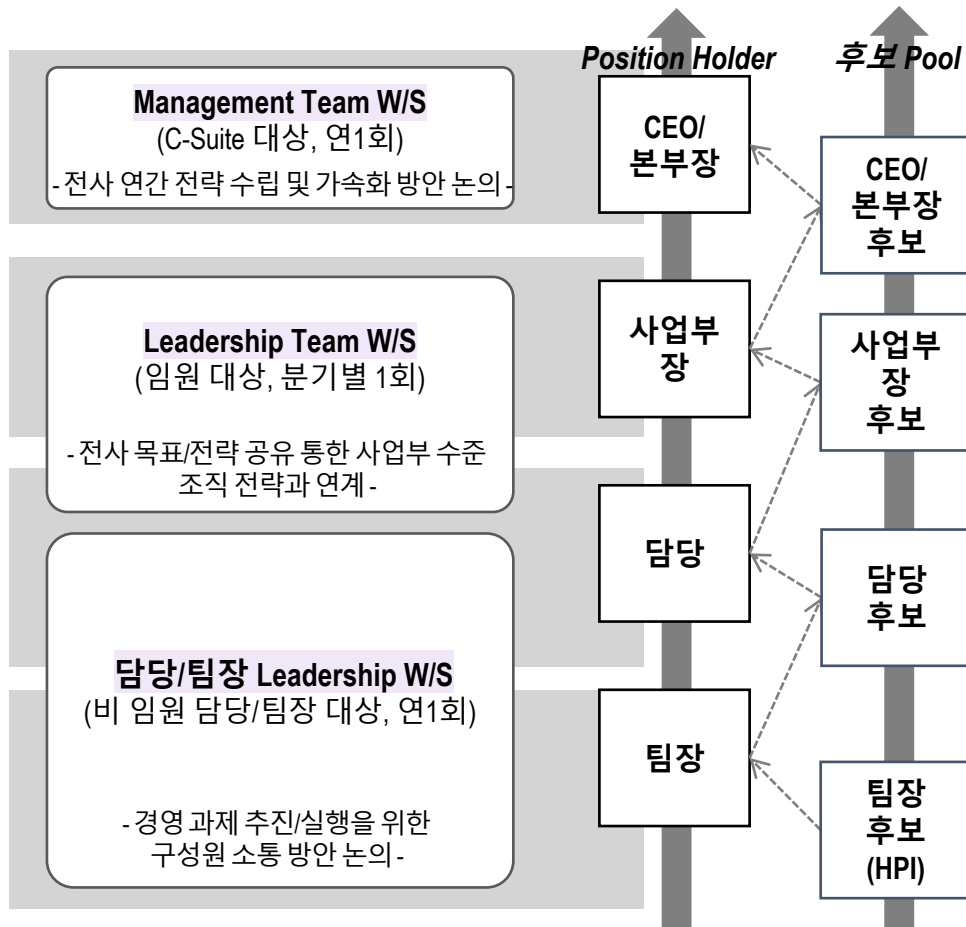 Position Holder
후보 Pool
Management Team W/S
(C-Suite 대상, 연1회)
- 전사 연간 전략 수립 및 가속화 방안 논의 -
CEO/
본부장
CEO/
본부장
후보
Leadership Team W/S
(임원 대상, 분기별 1회)
- 전사 목표/전략 공유 통한 사업부 수준
조직 전략과 연계 -
사업부
장
사업부
장
후보
담당
담당
후보
담당/팀장 Leadership W/S
(비 임원 담당/팀장 대상, 연1회)
- 경영 과제 추진/실행을 위한
구성원 소통 방안 논의 -
팀장
팀장
후보
(HPI)